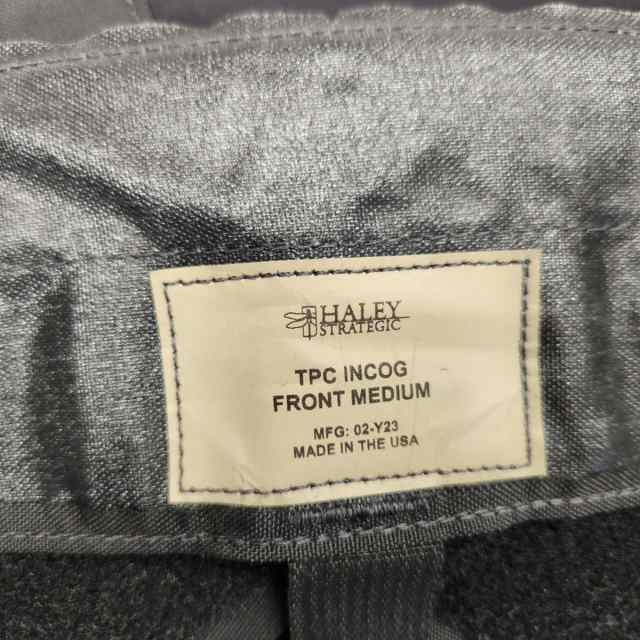 HALEY
STRATEGIC
TPC INCOG
FRONT MEDIUM
MFG: 02-Y23
MADE IN THE USA